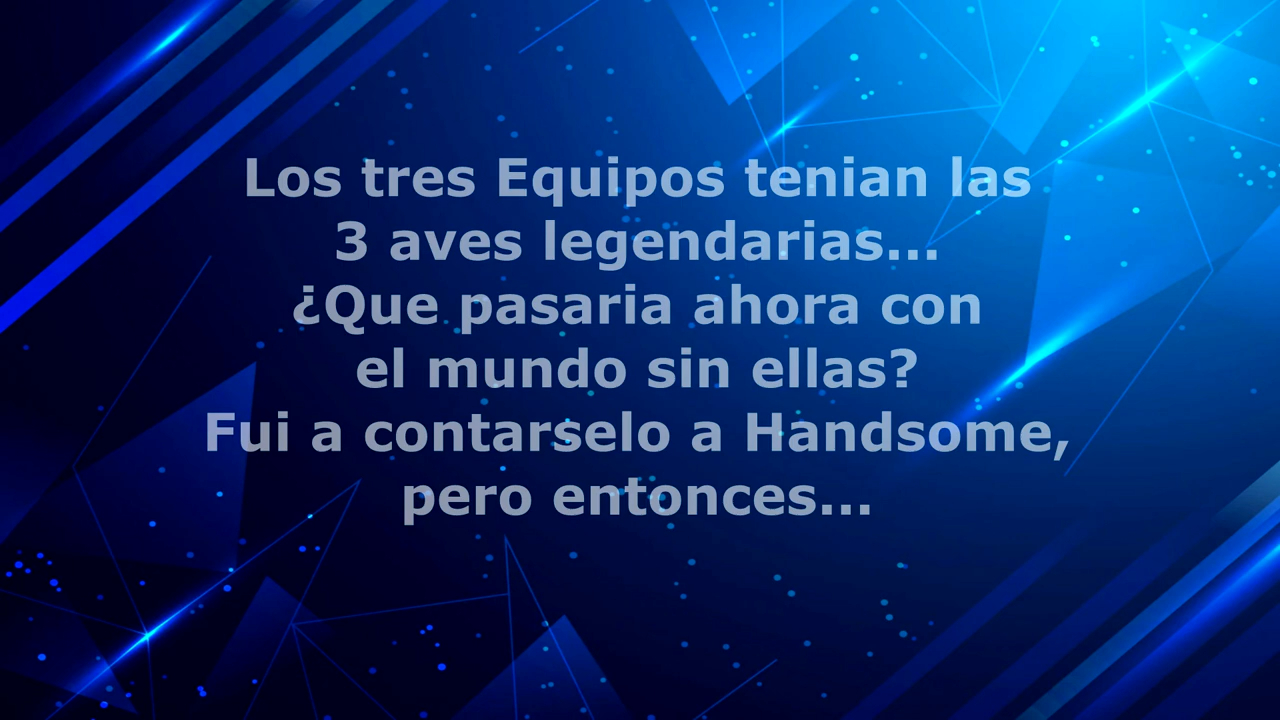 Los tres Equipos tenian las
3 aves legendarias...
¿Que pasaria ahora con
el mundo sin ellas?
Fui a contarselo a Handsome,
pero entonces...